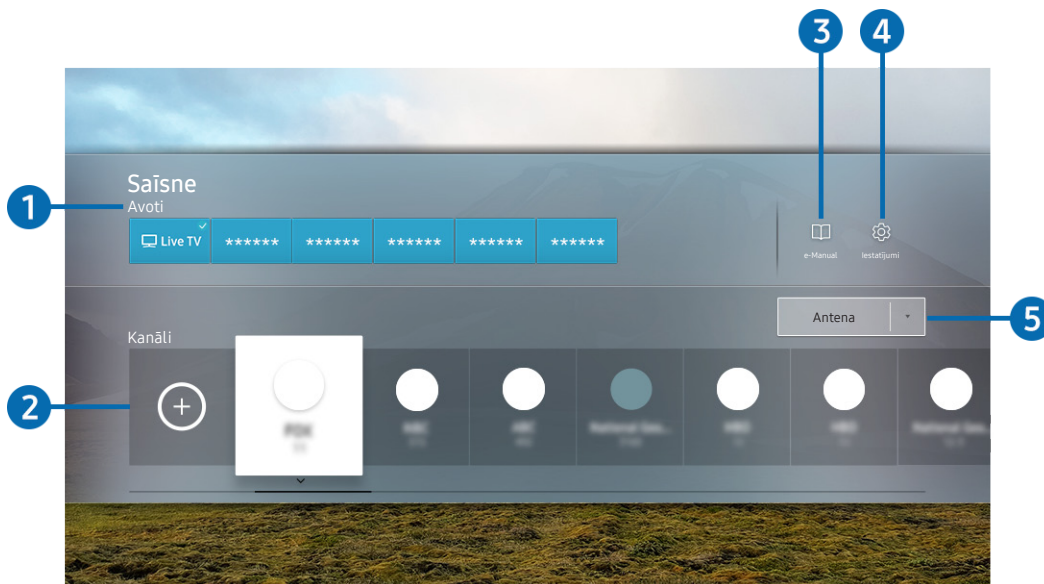 3
4
Saīsne
1
Avoti
Live TV
******
******
******
******
******
e-Manual
Iestatījumi
Antena
5
Kanāli
2